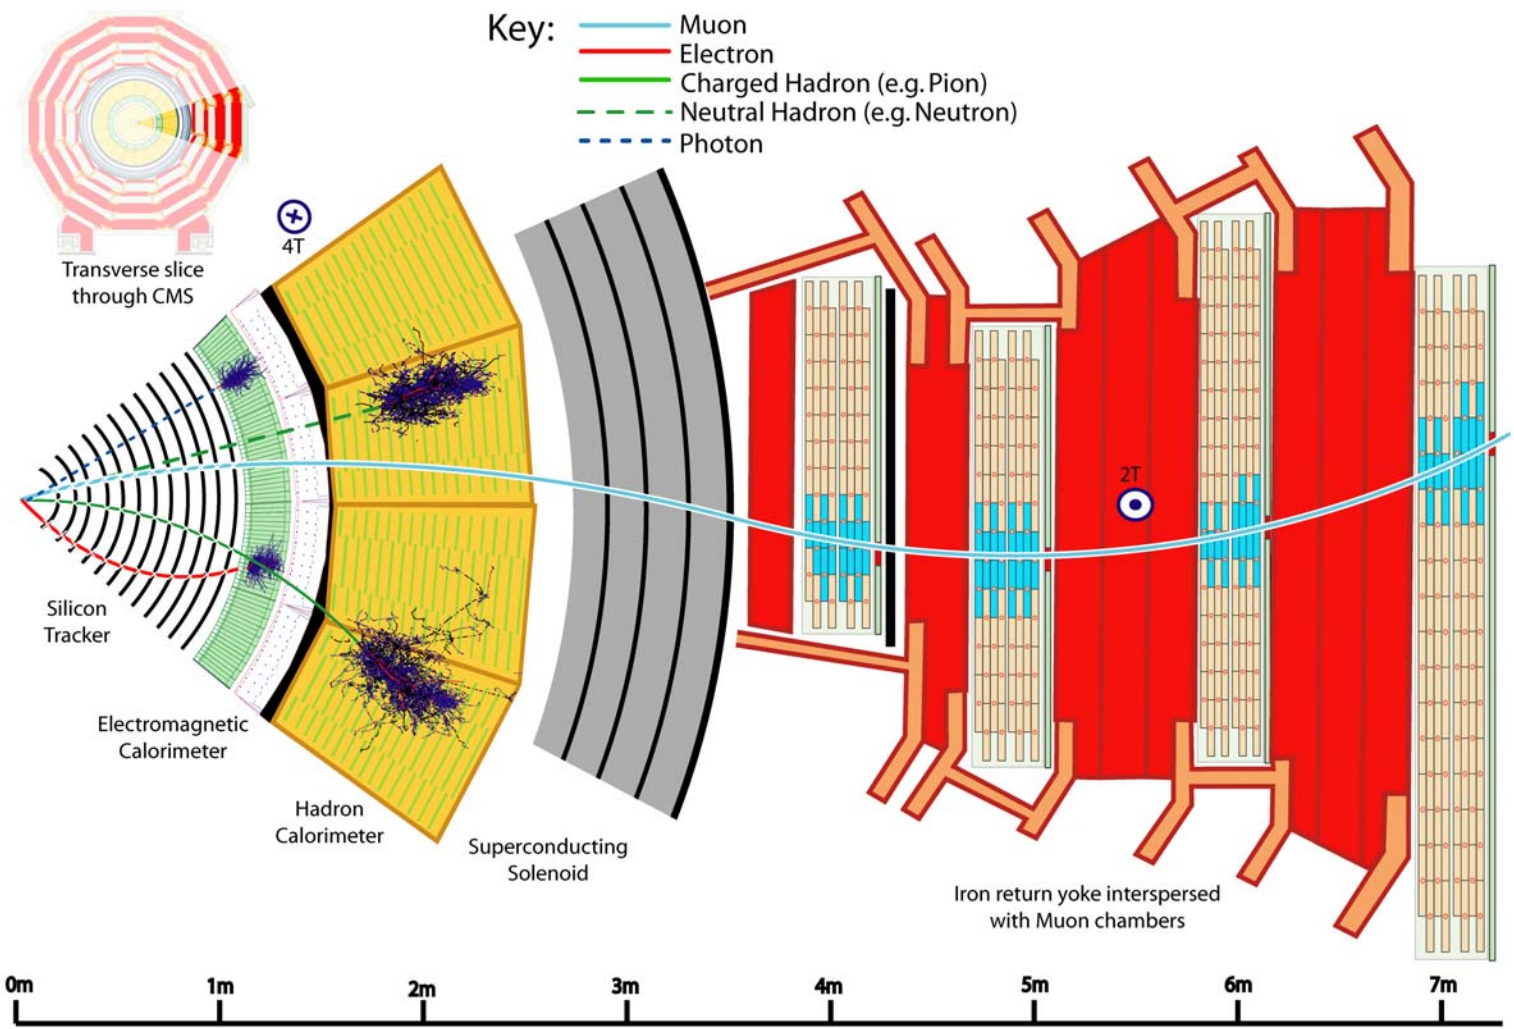 Key:
Muon
Electron
Charged Hadron (e.g. Pion)
Neutral Hadron (e.g. Neutron)
Photon
Transverse slice
through CMS
4T
2T
Silicon
Tracker
Electromagnetic
Calorimeter
Hadron
Calorimeter
Superconducting
Solenoid
Iron return yoke interspersed
with Muon chambers
0m 1m 2m 3m 4m 5m 6m 7m